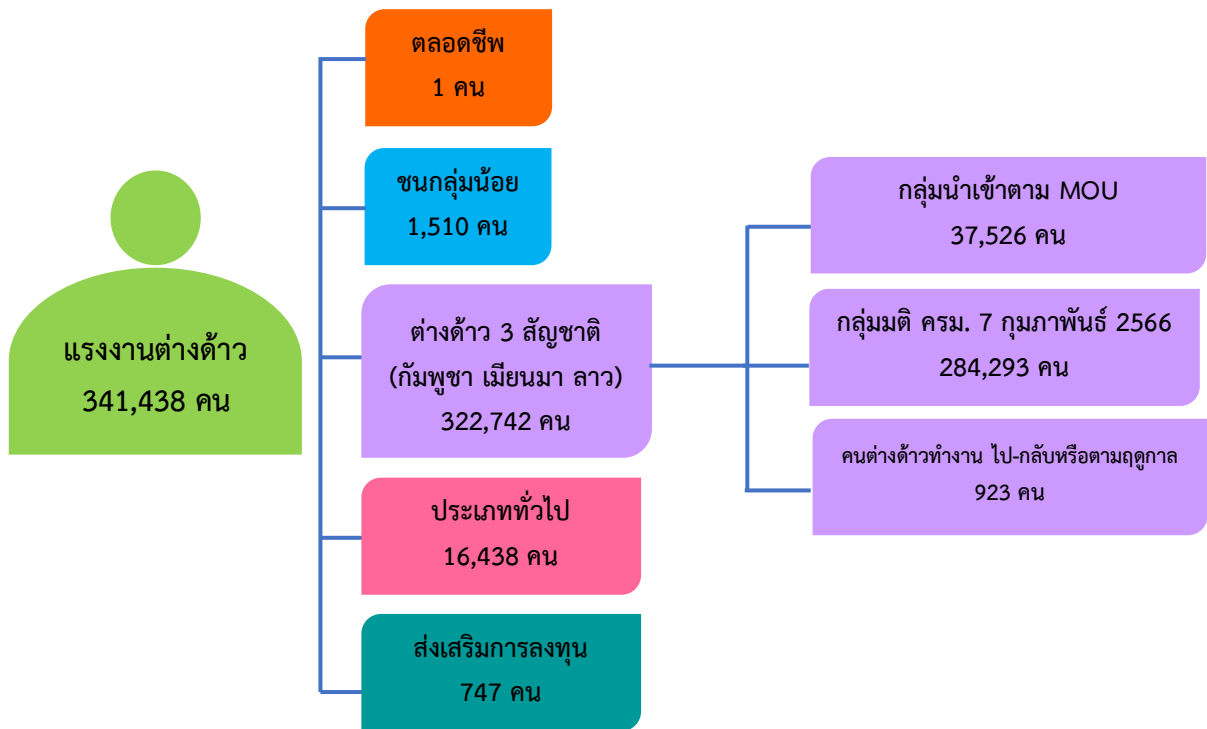 แรงงานต่างด้าว
341,438 คน
ตลอดชีพ
1 คน
ชนกลุ่มน้อย
1,510 คน
ต่างด้าว 3 สัญชาติ
(กัมพูชา เมียนมา ลาว)
322,742 คน
ประเภททั่วไป
16,438 คน
ส่งเสริมการลงทุน
747 คน
กลุ่มนำเข้าตาม MOU
37,526 คน
กลุ่มมติ ครม. 7 กุมภาพันธ์ 2566
284,293 คน
คนต่างด้าวทำงาน ไป-กลับหรือตามฤดูกาล
923 คน